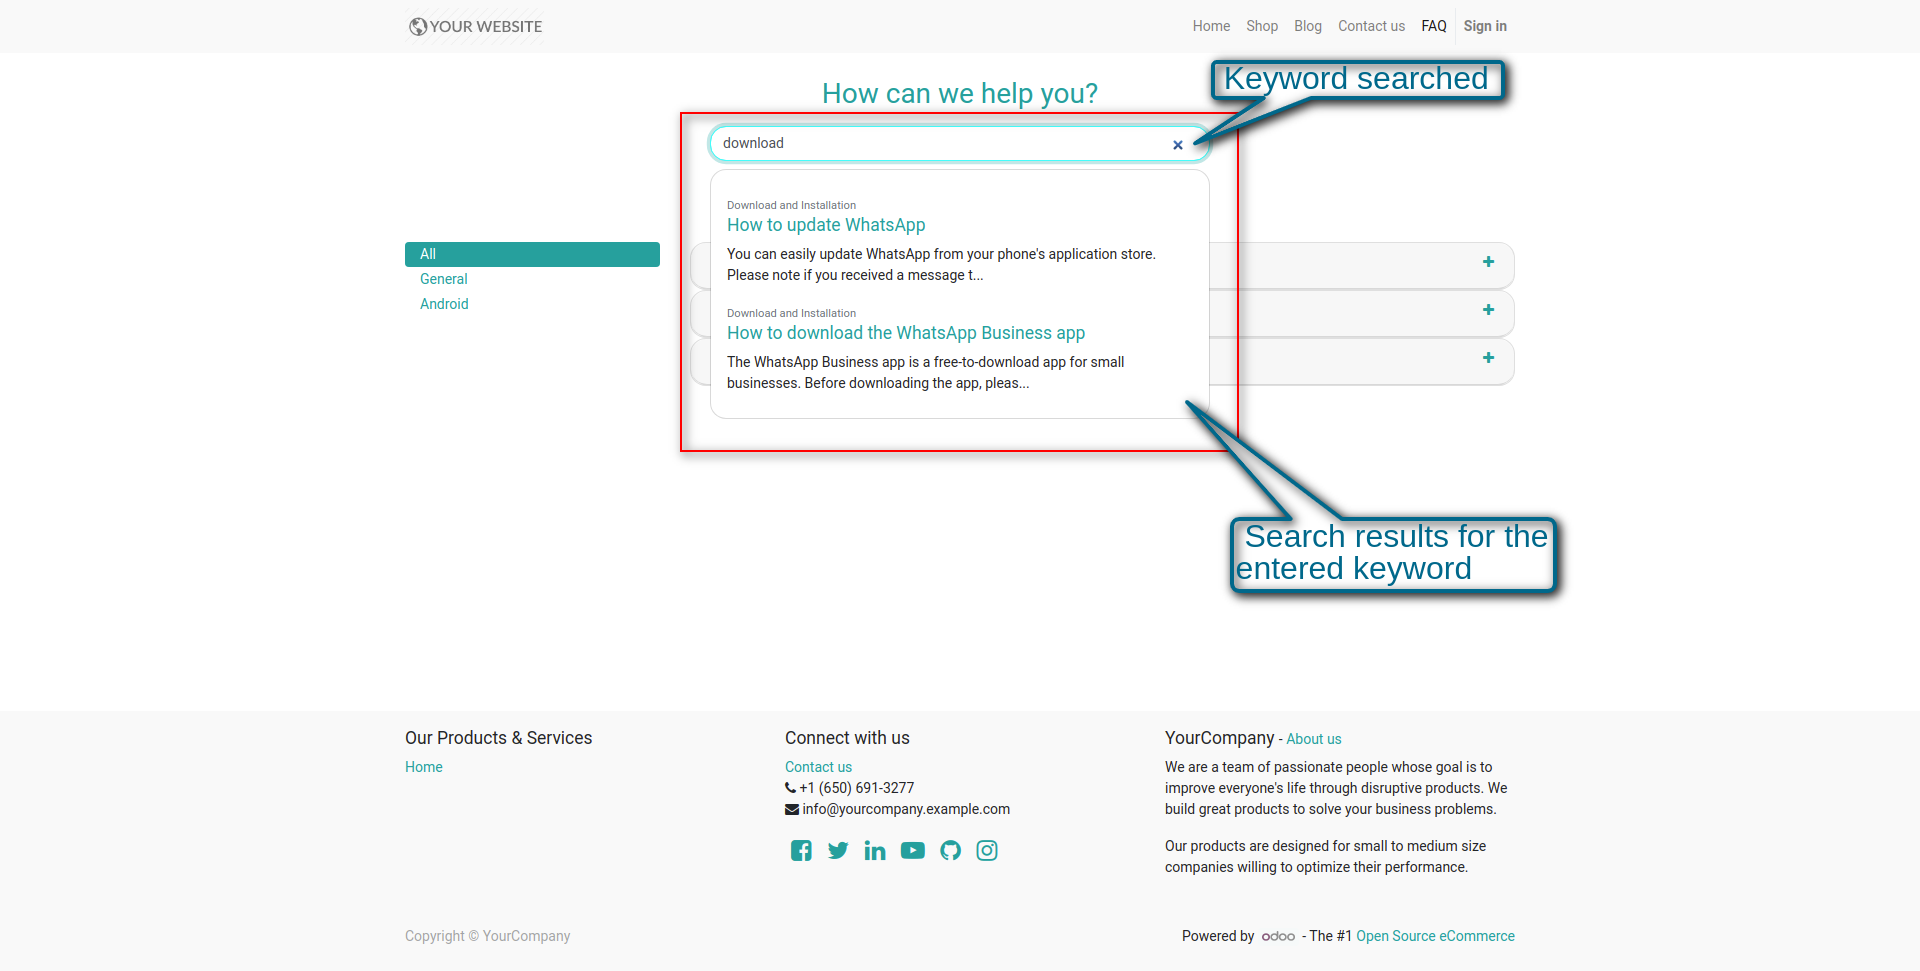 YOUR WEBSITE
Home Shop Blog Contact us FAQ Sign in
Keyword searched
How can we help you?
download
Download and Installation
How to update WhatsApp
You can easily update WhatsApp from your phone's application store.
Please note if you received a message t...
Download and Installation
How to download the WhatsApp Business app
The WhatsApp Business app is a free-to-download app for small
businesses. Before downloading the app, pleas...
All
General
Android
Search results for the
entered keyword
Our Products & Services
Home
Connect with us
Contact us
+1 (650) 691-3277
info@yourcompany.example.com
YourCompany - About us
We are a team of passionate people whose goal is to
improve everyone's life through disruptive products. We
build great products to solve your business problems.
Our products are designed for small to medium size
companies willing to optimize their performance.
Copyright © YourCompany
Powered by odoo - The #1 Open Source eCommerce